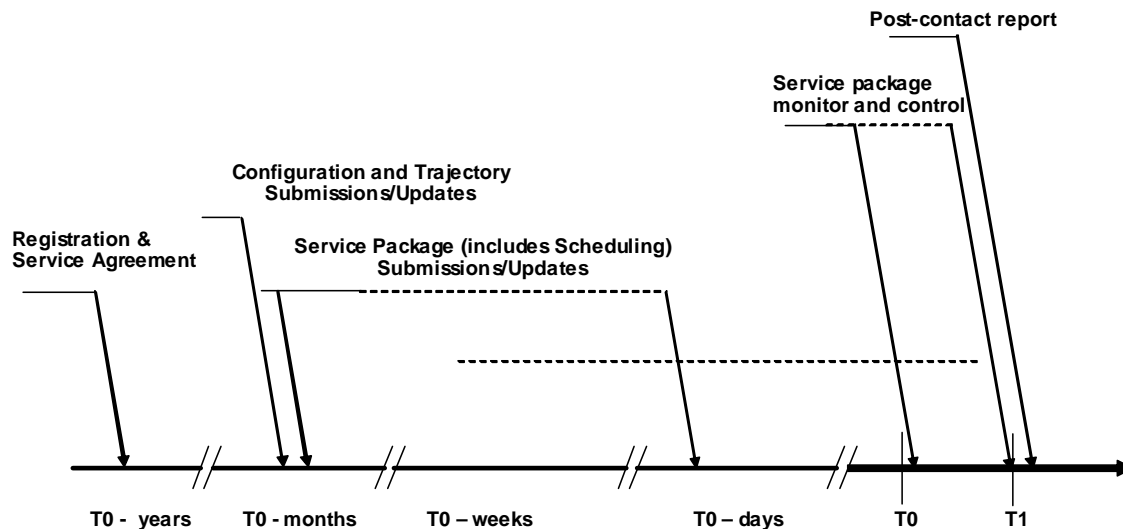 Post-contact report
Service package
monitor and control
Configuration and Trajectory
Submissions/Updates
Registration &
Service Agreement
Service Package (includes Scheduling)
Submissions/Updates
T0 - years
T0 - months
T0 – weeks
T0 – days
T0
T1